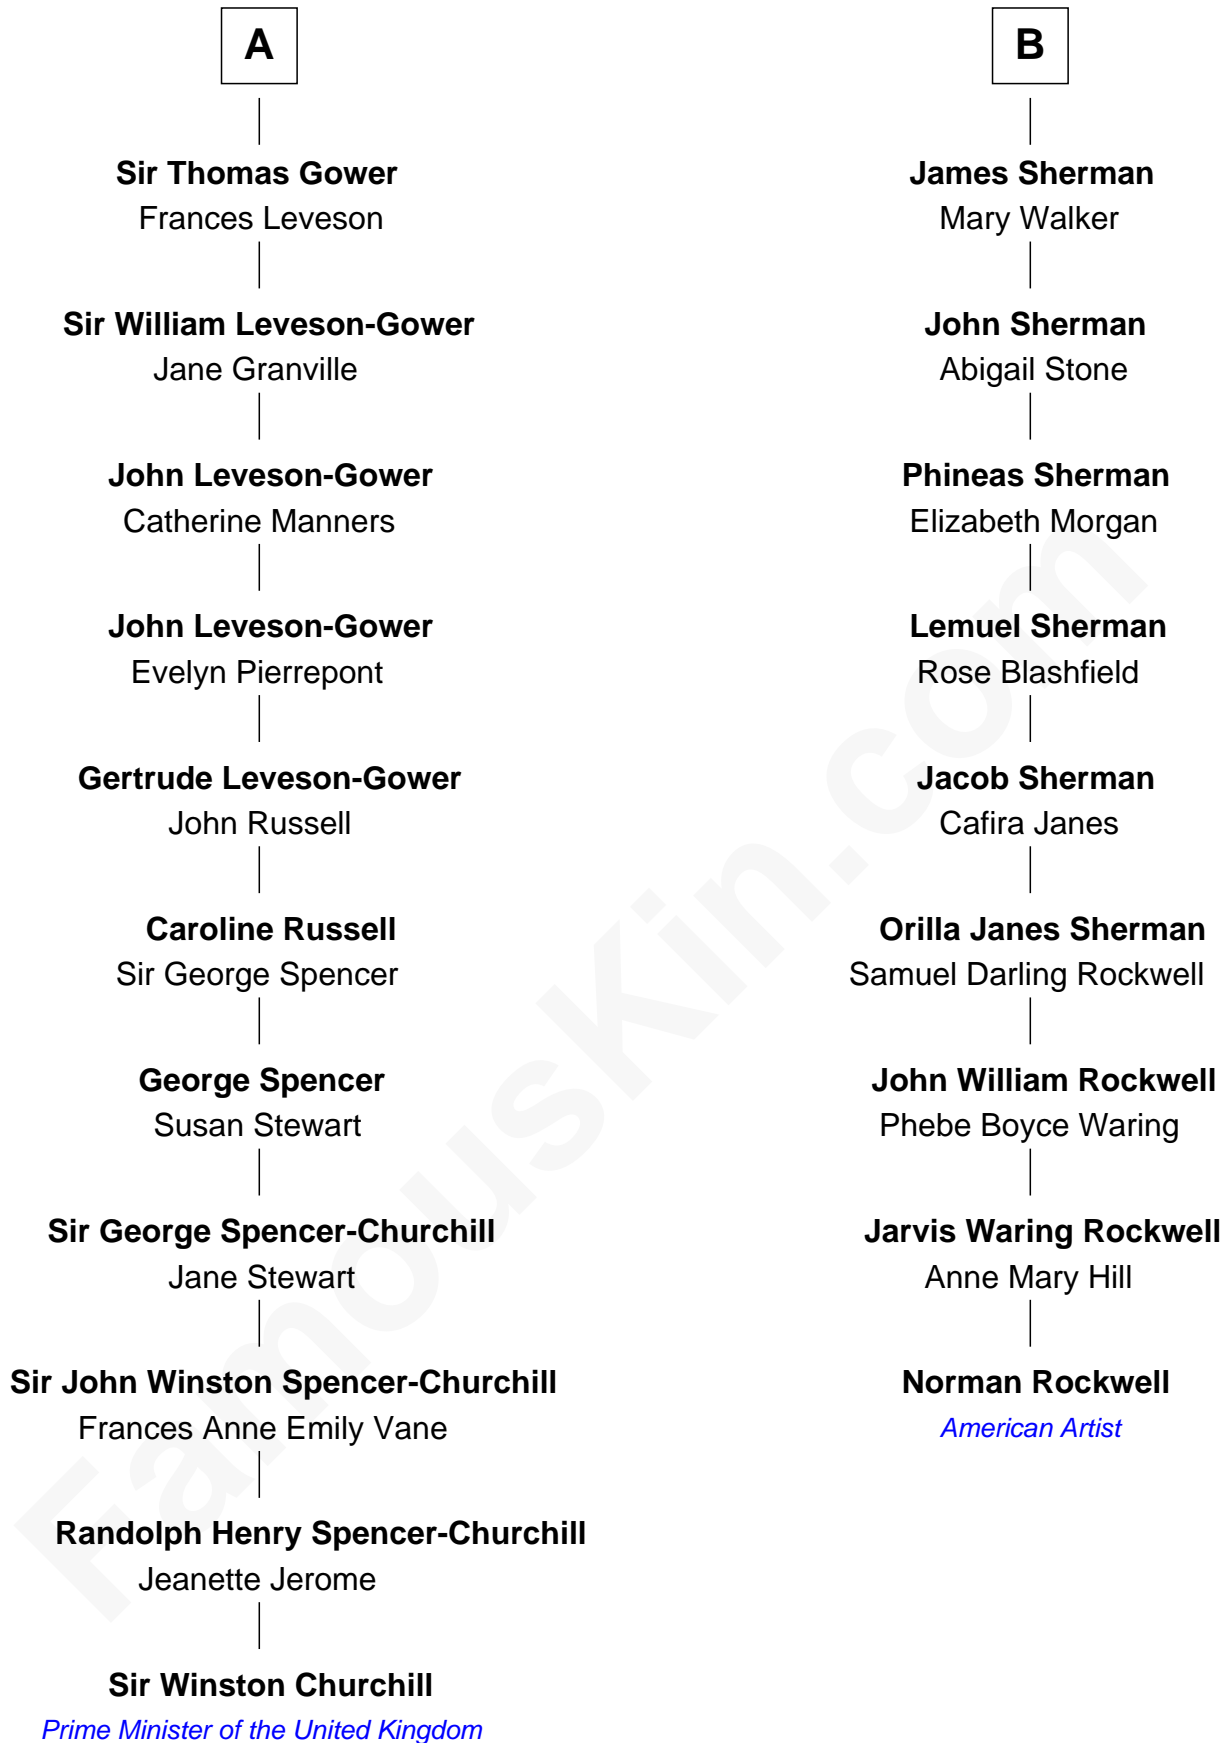 A
Sir Thomas Gower
Frances Leveson
Sir William Leveson-Gower
Jane Granville
John Leveson-Gower
Catherine Manners
John Leveson-Gower
Evelyn Pierrepont
Gertrude Leveson-Gower
John Russell
Caroline Russell
Sir George Spencer
George Spencer
Susan Stewart
Sir George Spencer-Churchill
Jane Stewart
Sir John Winston Spencer-Churchill
Frances Anne Emily Vane
Randolph Henry Spencer-Churchill
Jeanette Jerome
Sir Winston Churchill
Prime Minister of the United Kingdom
B
James Sherman
Mary Walker
John Sherman
Abigail Stone
Phineas Sherman
Elizabeth Morgan
Lemuel Sherman
Rose Blashfield
Jacob Sherman
Cafira Janes
Orilla Janes Sherman
Samuel Darling Rockwell
John William Rockwell
Phebe Boyce Waring
Jarvis Waring Rockwell
Anne Mary Hill
Norman Rockwell
American Artist
FamousKin.com